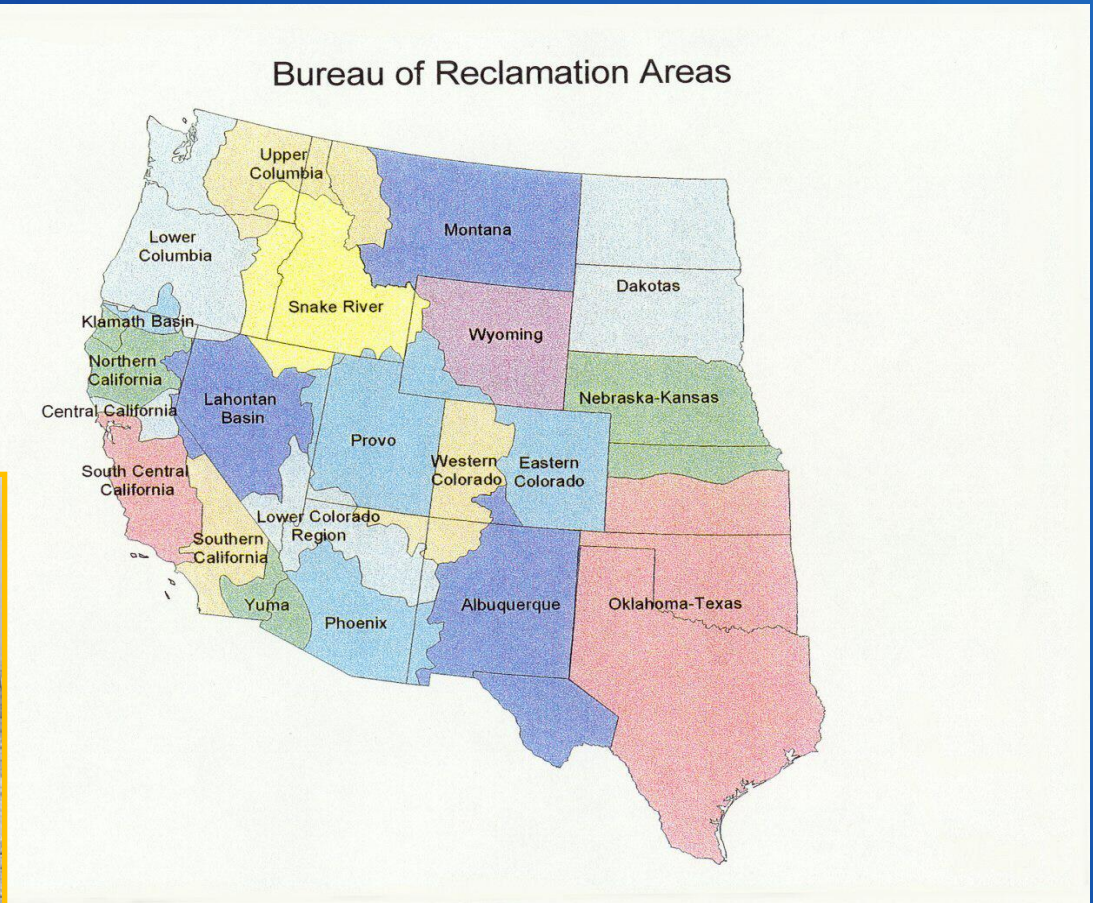 Bureau of Reclamation Areas
Upper
Columbia
Montana
Lower
Columbia
Dakotas
Snake River
Klamath Basin
Wyoming
Northern
California
Nebraska-Kansas
Lahontan
Basin
Central California
Provo
Western
Colorado
Eastern
Colorado
South Central
California
Lower Colorado
Region
Southern
California
Yuma
Phoenix
Albuquerque
Oklahoma-Texas